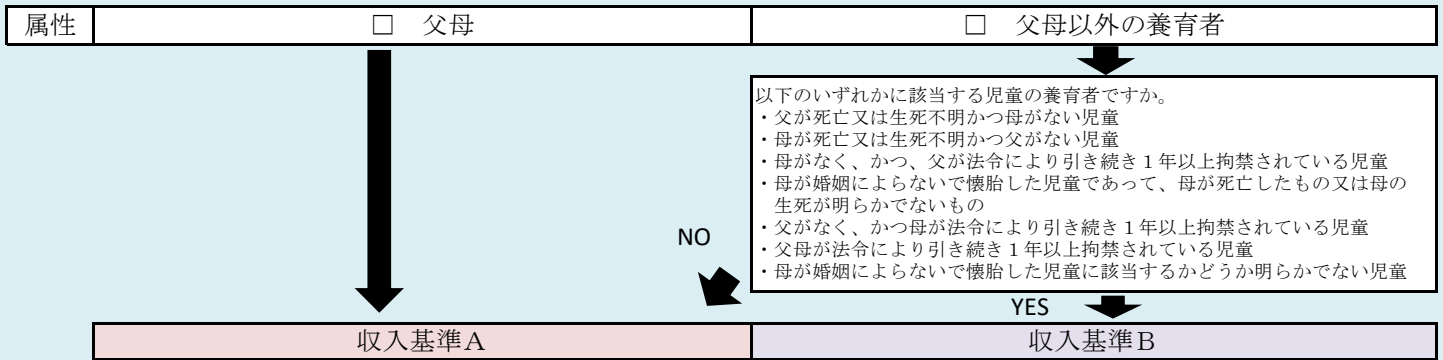 属性 □ 父母 □ 父母以外の養育者
以下のいずれかに該当する児童の養育者ですか。
・父が死亡又は生死不明かつ母がない児童
・母が死亡又は生死不明かつ父がない児童
・母がなく、かつ、父が法令により引き続き１年以上拘禁されている児童
・母が婚姻によらないで懐胎した児童であって、母が死亡したもの又は母の
生死が明らかでないもの
・父がなく、かつ母が法令により引き続き１年以上拘禁されている児童
・父母が法令により引き続き１年以上拘禁されている児童
・母が婚姻によらないで懐胎した児童に該当するかどうか明らかでない児童
NO
YES
収入基準Ａ 収入基準Ｂ